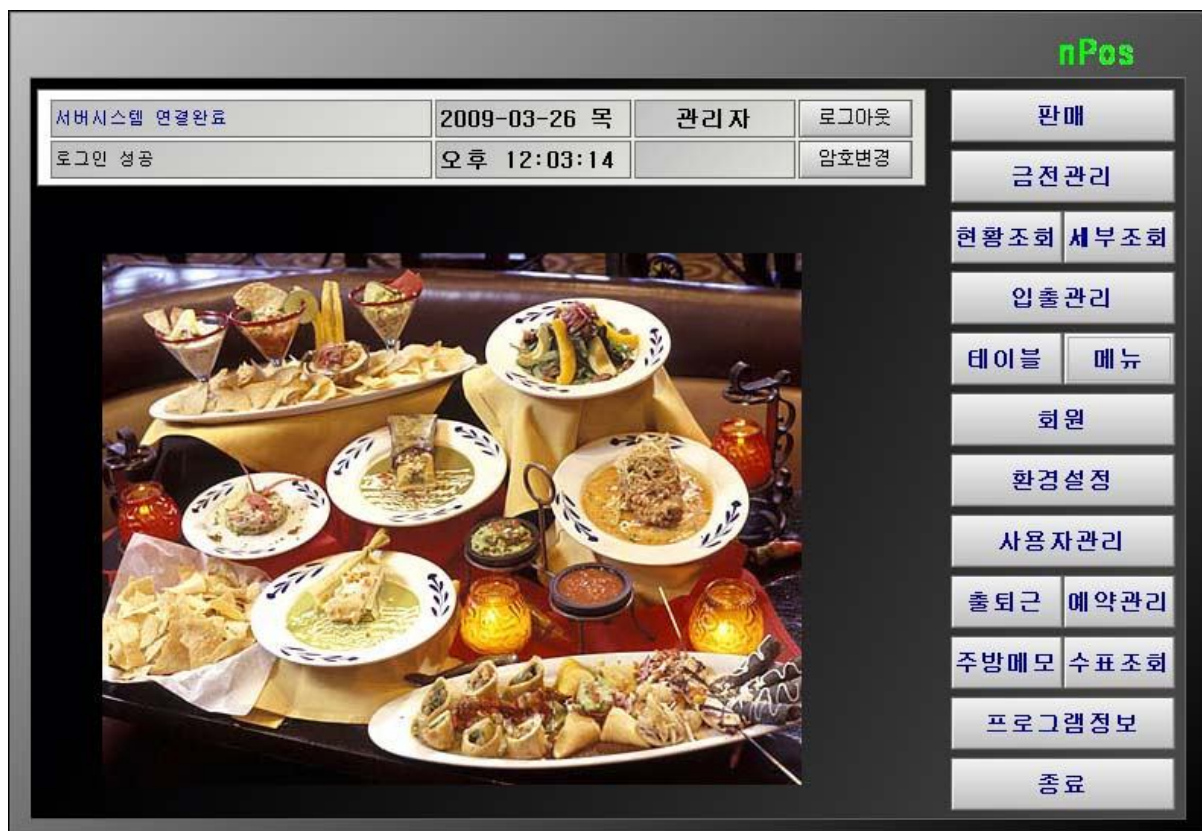 nPos
서버시스템 연결완료
2009-03-26 목
관리자
로그아웃
로그인 성공
오후 12:03:14
암호변경
판매
금전관리
현황조회 세부조회
입출관리
테이블 메뉴
회원
환경설정
사용자관리
출퇴근 예약관리
주방메모 수표조회
프로그램정보
종료